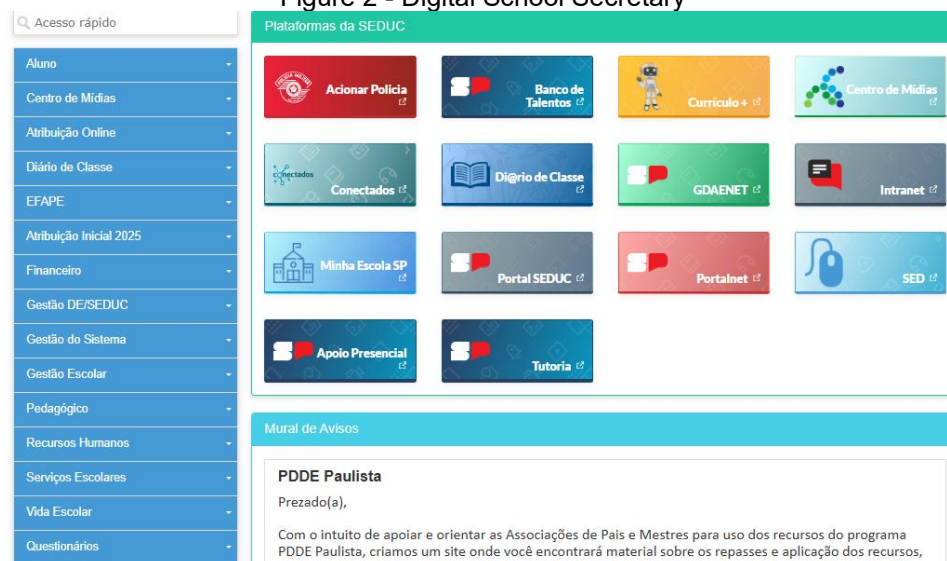 Figure 2 - Digital School Secretary
Acesso rápido
Aluno
Centro de Mídias
Atribuição Online
Diário de Classe
EFAPE
Atribuição Inicial 2025
Financeiro
Gestão DE/SEDUC
Gestão do Sistema
Gestão Escolar
Pedagógico
Recursos Humanos
Serviços Escolares
Vida Escolar
Questionários
Plataformas da SEDUC
Acionar Policia
Banco de
Talentos
Currículo +
Centro de Mídias
conectados
Conectados
Di@rio de Classe
GDAENET
Intranet
Minha Escola SP
SP
Portal SEDUC
SP
Portalnet
SED
SP
Apoio Presencial
SP
Tutoria
Mural de Avisos
PDDE Paulista
Prezado(a),
Com o intuito de apoiar e orientar as Associações de Pais e Mestres para uso dos recursos do programa
PDDE Paulista, criamos um site onde você encontrará material sobre os repasses e aplicação dos recursos,